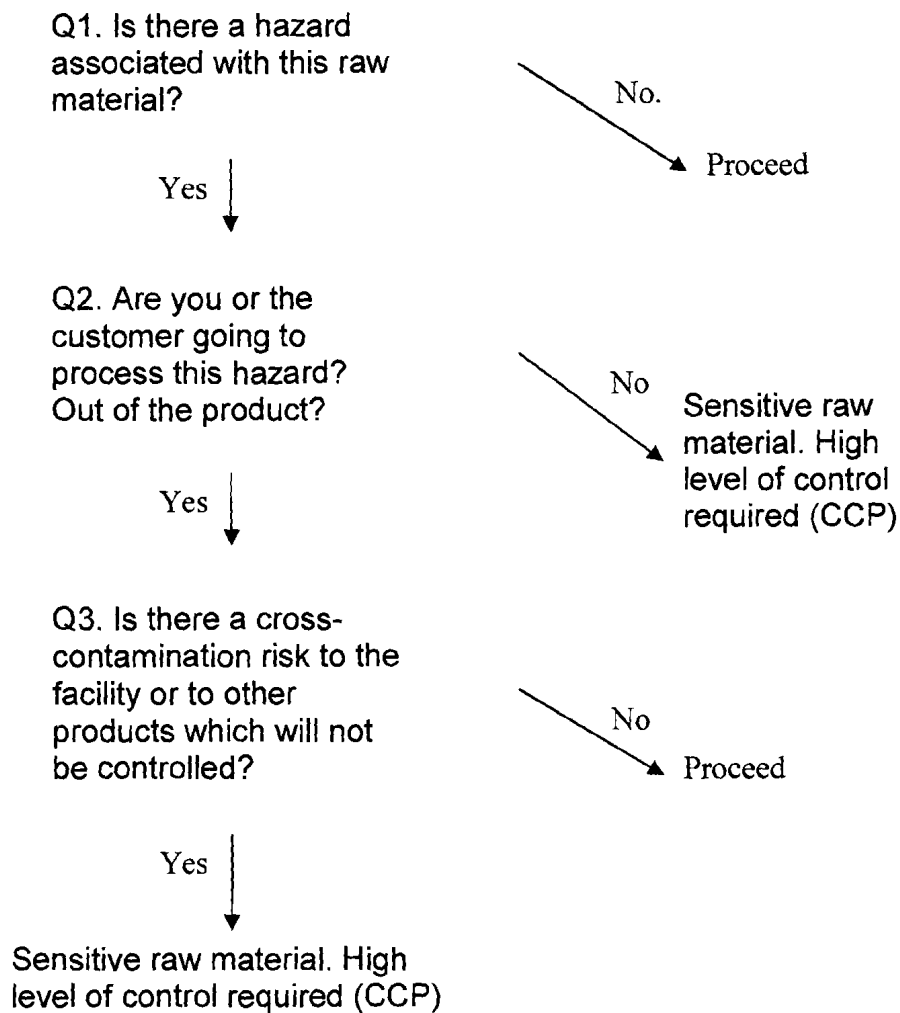 Q1. Is there a hazard
associated with this raw
material?
No.
Proceed
Yes
Q2. Are you or the
customer going to
process this hazard?
Out of the product?
No
Sensitive raw
material. High
level of control
required (CCP)
Yes
Q3. Is there a cross-
contamination risk to the
facility or to other
products which will not
be controlled?
No
Proceed
Yes
Sensitive raw material. High
level of control required (CCP)